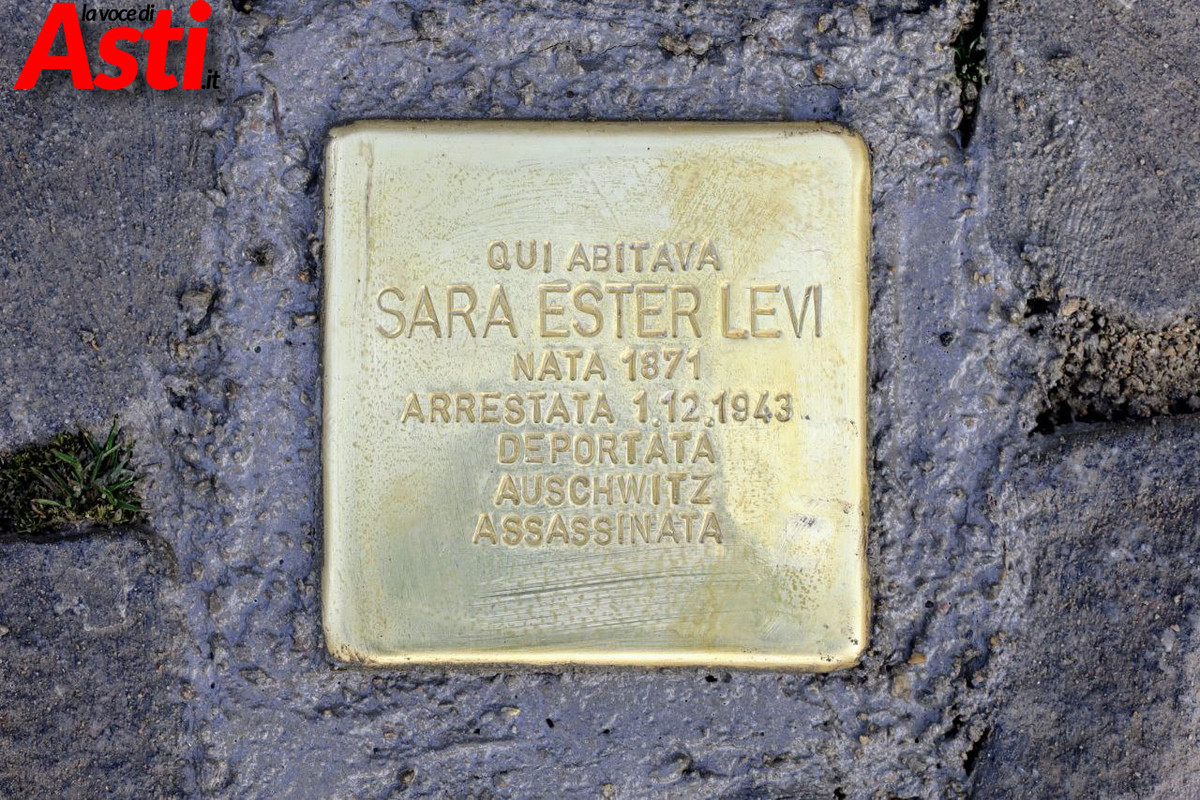 la voce di
Asti.it
QUI ABITAVA
SARA ESTER LEVI
NATA 1871
ARRESTATA 1.12.1943
DEPORTATA
AUSCHWITZ
ASSASSINATA